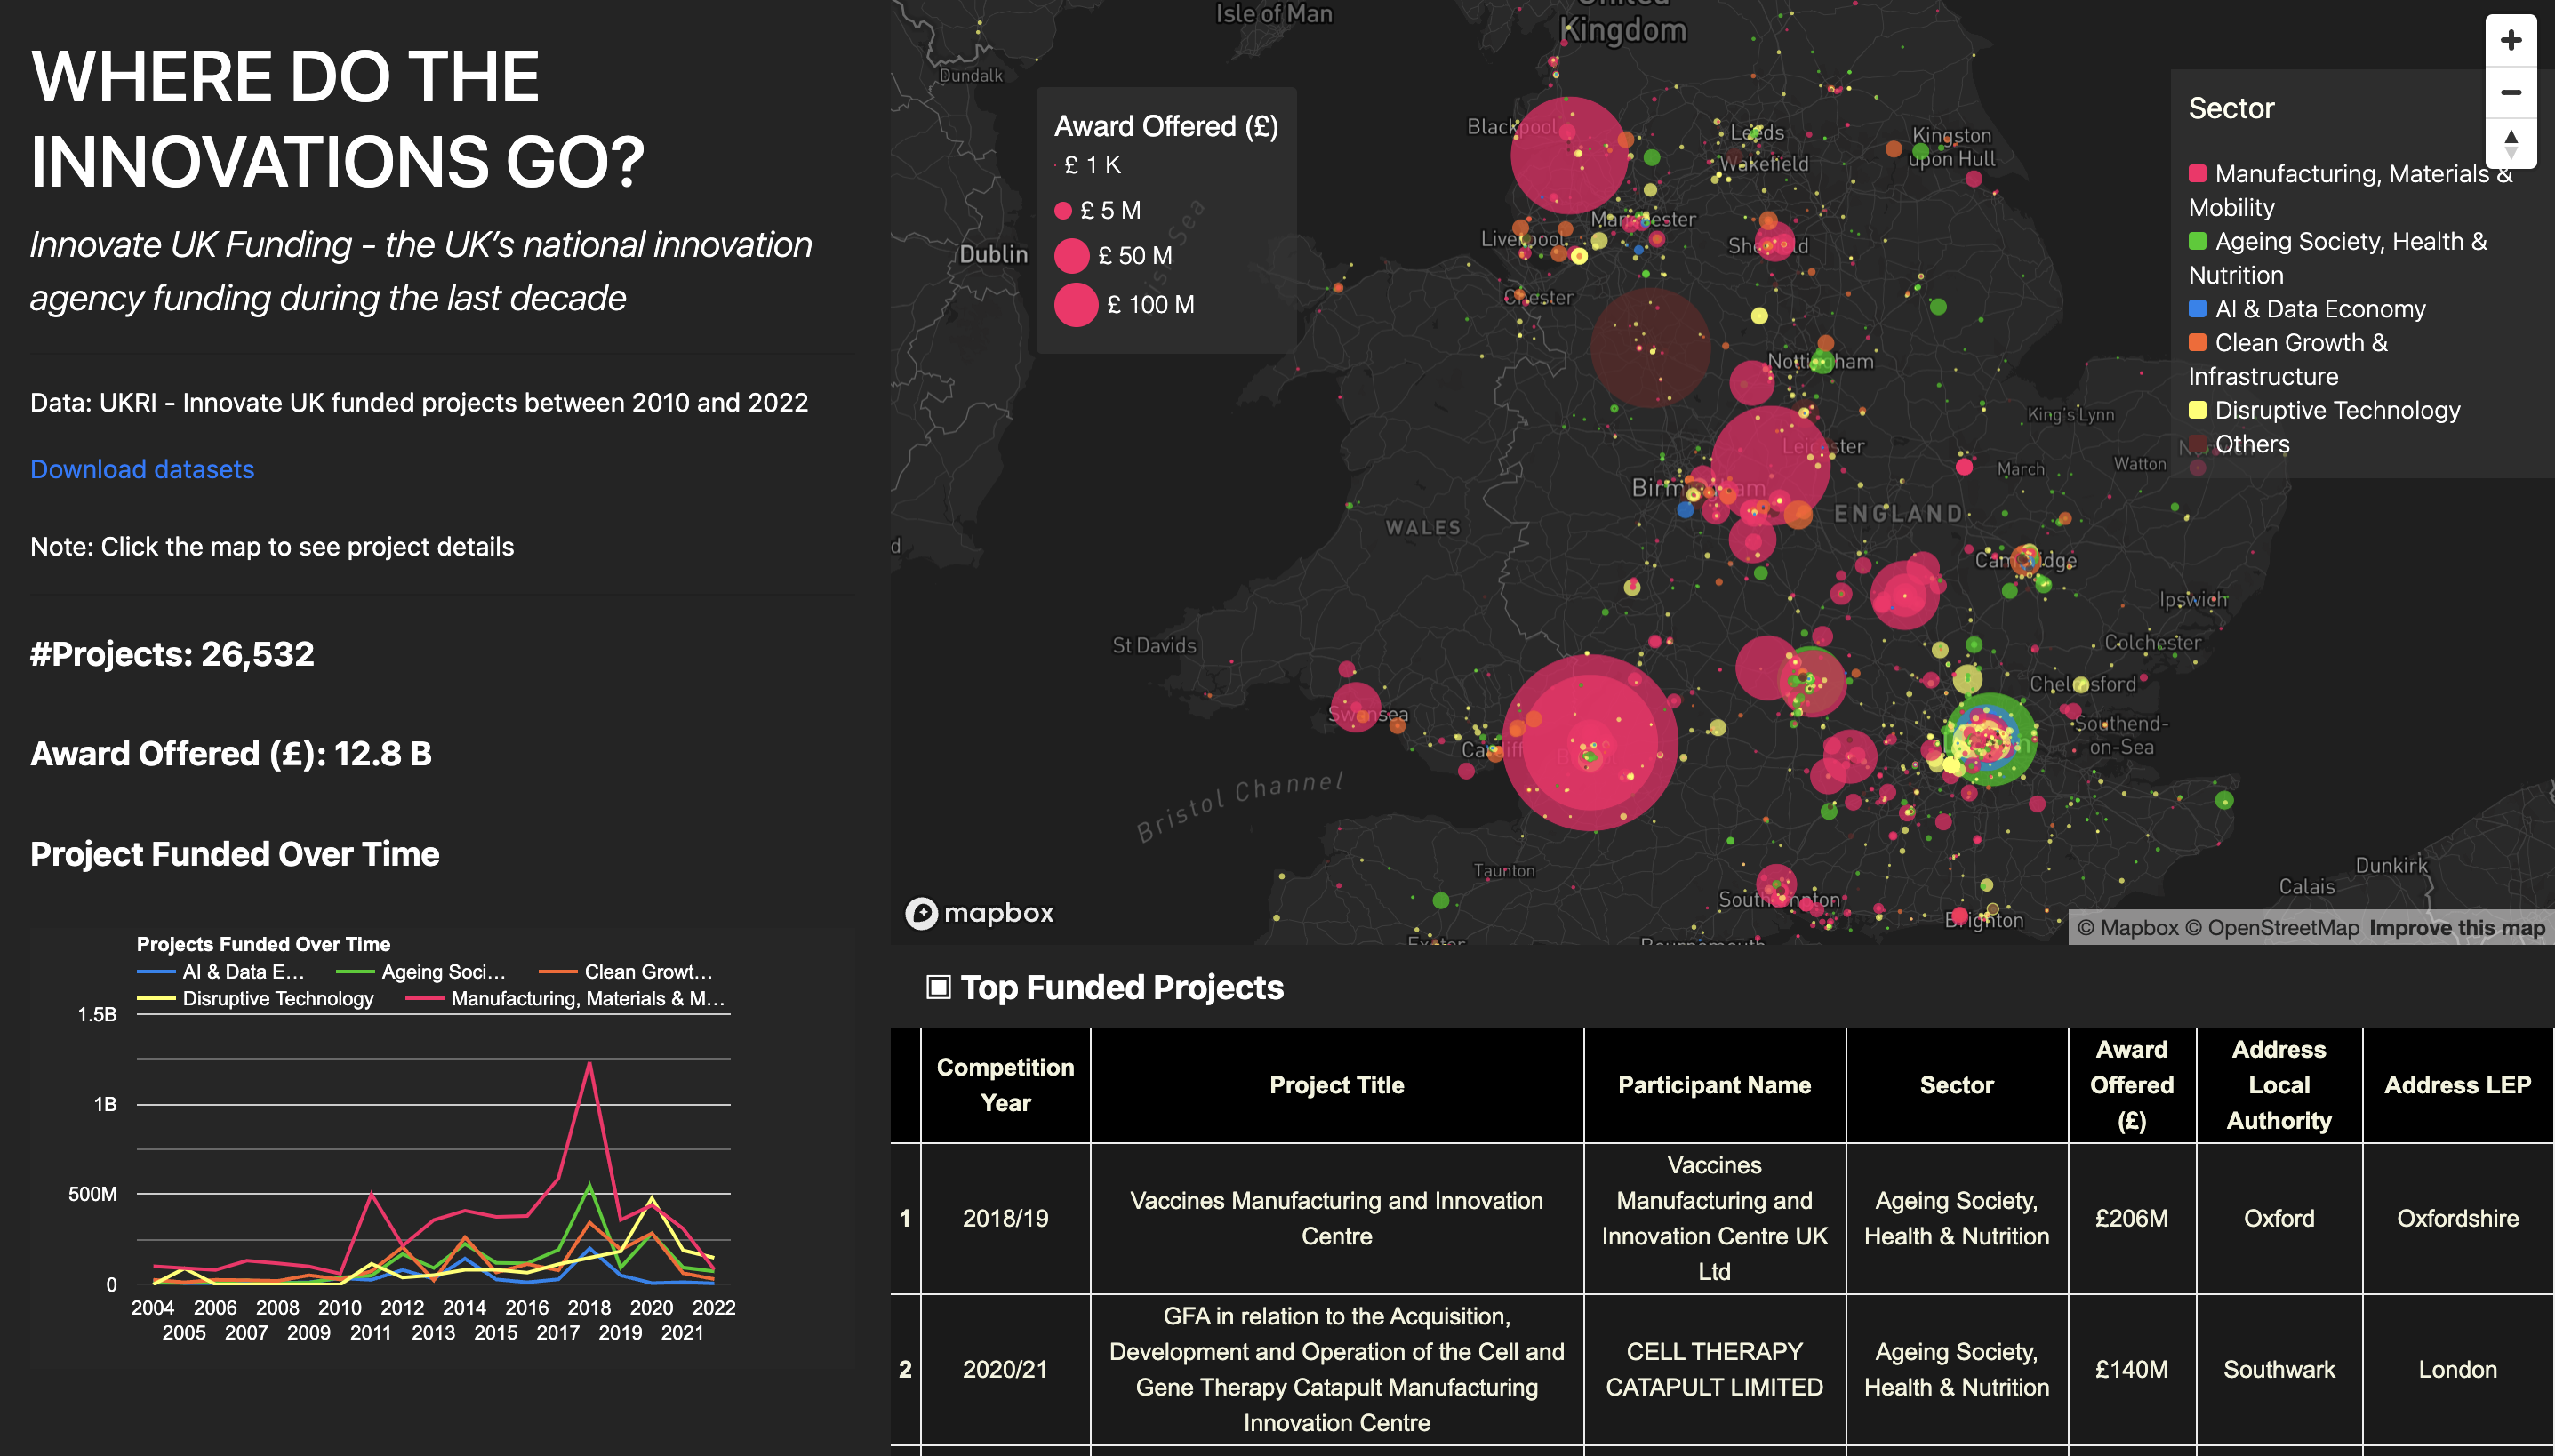 WHERE DO THE
INNOVATIONS GO?
Innovate UK Funding - the UK's national innovation
agency funding during the last decade
Data: UKRI - Innovate UK funded projects between 2010 and 2022
Download datasets
Note: Click the map to see project details
#Projects: 26,532
Award Offered (£): 12.8 B
Project Funded Over Time
Projects Funded Over Time
AI & Data E...
Ageing Soci...
Clean Growt...
Disruptive Technology
Manufacturing, Materials & M...
1.5B
1B
500M
0
2004 2006 2008 2010 2012 2014 2016 2018 2020 2022
2005 2007 2009 2011 2013 2015 2017 2019 2021
Isle of Man
United
Kingdom
Dundalk
Award Offered (£)
£ 1 K
£ 5 M
£ 50 M
£ 100 M
Sector
Manufacturing, Materials &
Mobility
Ageing Society, Health &
Nutrition
AI & Data Economy
Clean Growth &
Infrastructure
Disruptive Technology
Others
Blackpool
Leeds
Wakefield
Kingston
upon Hull
Manchester
Liverpool
Sheffield
Dublin
Chester
Nottingham
King's Lynn
Leicester
March
Watton
Birmingham
ENGLAND
WALES
Cambridge
Ipswich
Colchester
St Davids
Chelmsford
Swansea
Southend-
on-Sea
Cardiff
Bristol Channel
Taunton
Southampton
Brighton
Dunkirk
Calais
Exeter
Bournemouth
mapbox
© Mapbox © OpenStreetMap Improve this map
Top Funded Projects
Competition
Year
Project Title
Participant Name
Sector
Award
Offered
(£)
Address
Local
Authority
Address LEP
1
2018/19
Vaccines Manufacturing and Innovation
Centre
Vaccines
Manufacturing and
Innovation Centre UK
Ltd
Ageing Society,
Health & Nutrition
£206M
Oxford
Oxfordshire
2
2020/21
GFA in relation to the Acquisition,
Development and Operation of the Cell and
Gene Therapy Catapult Manufacturing
Innovation Centre
CELL THERAPY
CATAPULT LIMITED
Ageing Society,
Health & Nutrition
£140M
Southwark
London